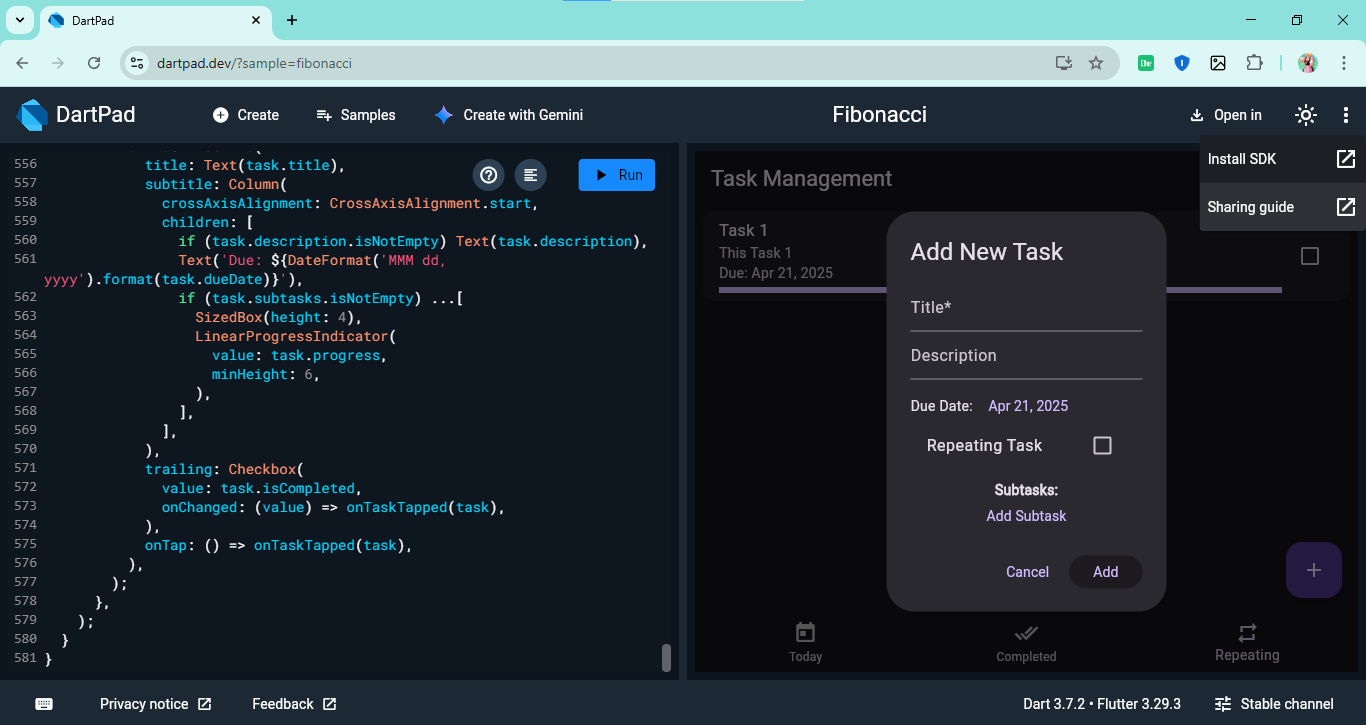 DartPad
dartpad.dev/?sample=fibonacci
De
DartPad
Create
Samples
Create with Gemini
Fibonacci
Open in
Install SDK
Sharing guide
Run
556 title: Text(task.title),
557 subtitle: Column(
558 crossAxisAlignment: CrossAxisAlignment.start,
559 children: [
560 if (task.description.isNotEmpty) Text(task.description),
561 Text('Due: ${DateFormat('MMM dd,
yyyy').format(task.dueDate)}'),
562 if (task.subtasks.isNotEmpty) ...[
563 SizedBox(height: 4),
564 LinearProgressIndicator(
565 value: task.progress,
566 minHeight: 6,
567 ),
568 ],
569 ],
570 ),
571 trailing: Checkbox(
572 value: task.isCompleted,
573 onChanged: (value) => onTaskTapped(task),
574 ),
575 onTap: () => onTaskTapped(task),
576 ),
577 );
578 },
579 );
580 }
581 }
Task Management
Task 1
This Task 1
Due: Apr 21, 2025
Add New Task
Title*
Description
Due Date: Apr 21, 2025
Repeating Task
Subtasks:
Add Subtask
Cancel
Add
Today
Completed
Repeating
Privacy notice
Feedback
Dart 3.7.2 • Flutter 3.29.3
Stable channel